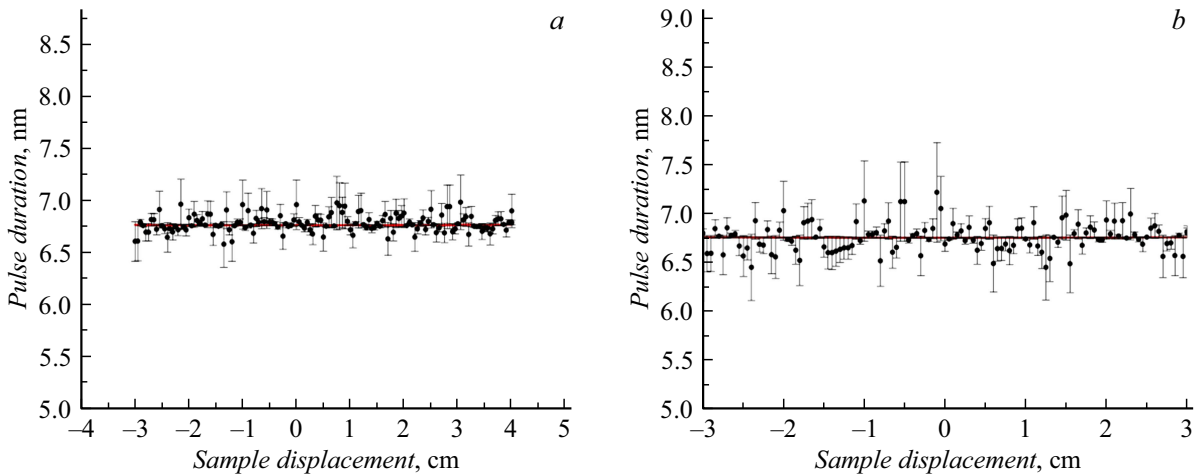 a
Pulse duration, nm
8.5
8.0
7.5
7.0
6.5
6.0
5.5
5.0
–4 –3 –2 –1 0 1 2 3 4 5
Sample displacement, cm
b
Pulse duration, nm
9.0
8.5
8.0
7.5
7.0
6.5
6.0
5.5
5.0
–3 –2 –1 0 1 2 3
Sample displacement, cm